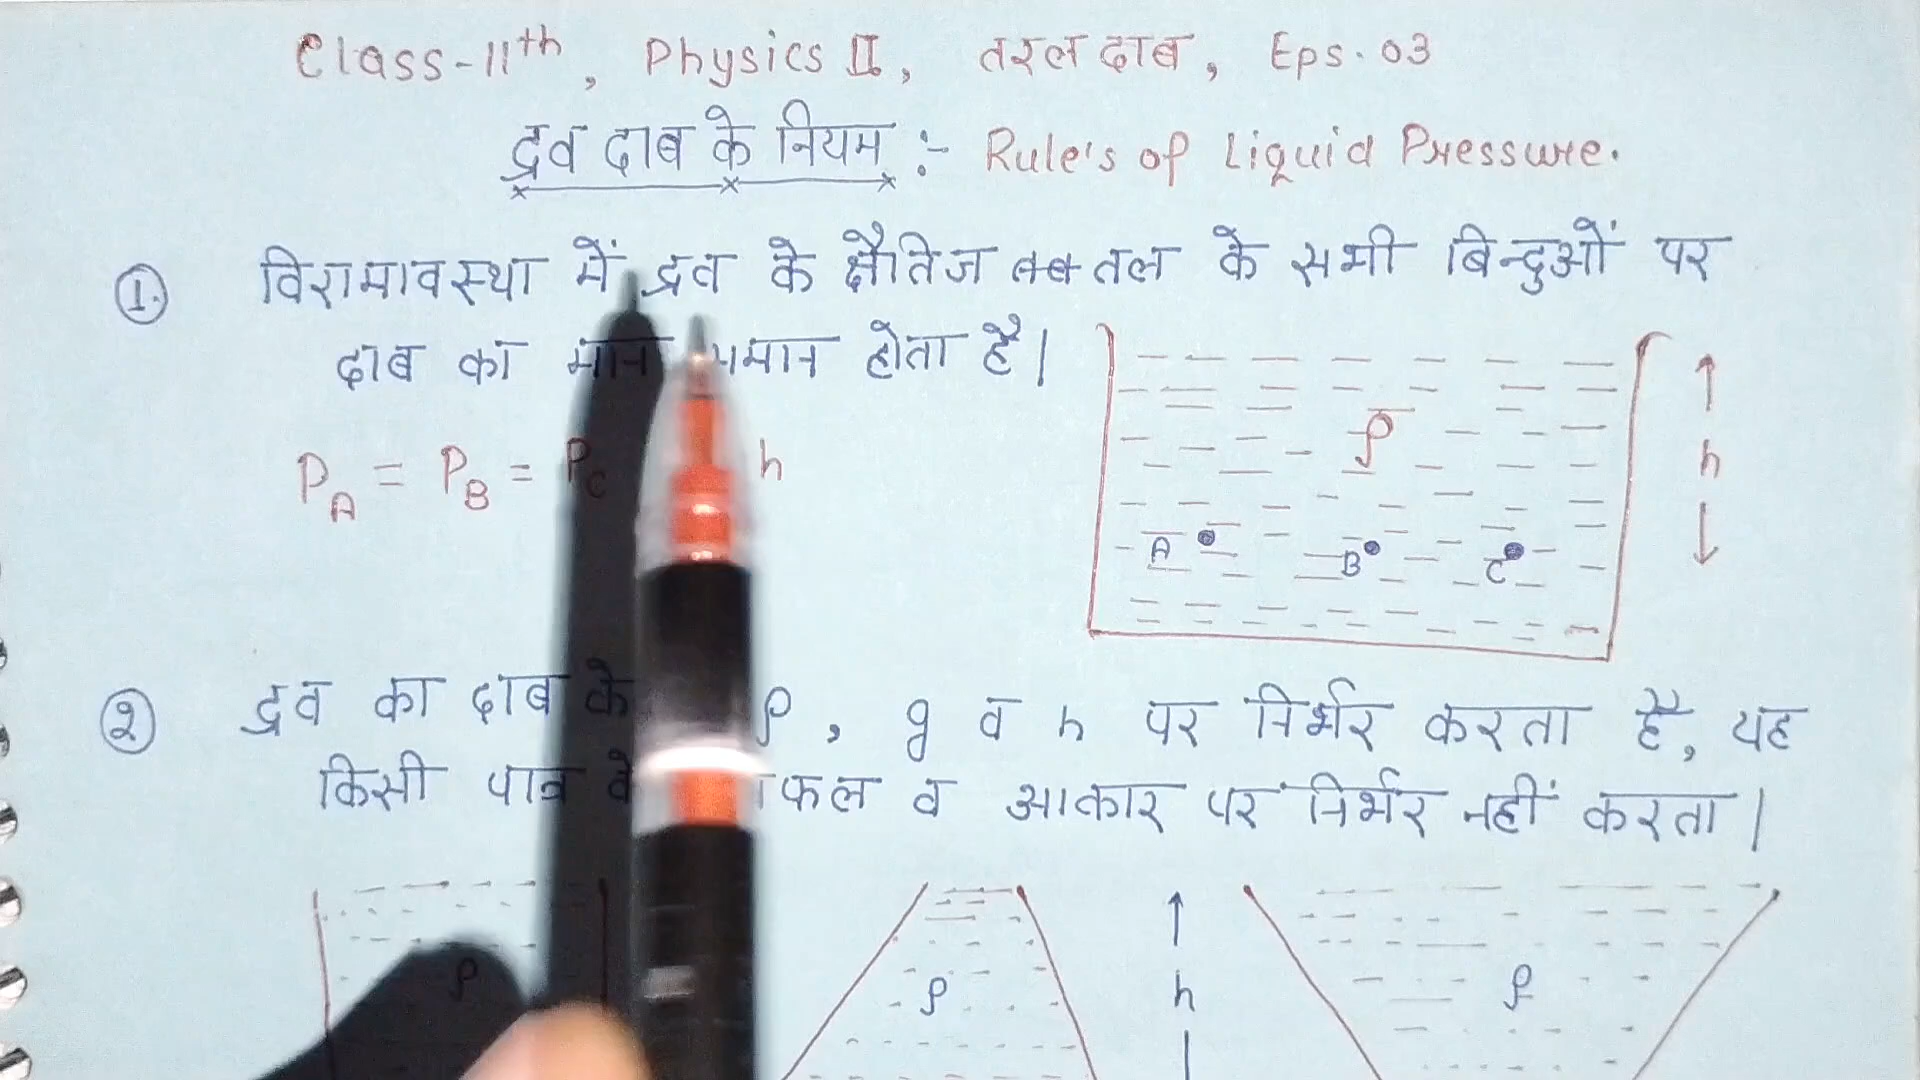 Class-11th, Physics II, तरल दाब, Eps. 03
द्रव दाब के नियम :- Rule's of Liquid Pressure.
1. विरामावस्था में द्रव के क्षैतिज तल के सभी बिन्दुओं पर
दाब का मान समान होता है।
PA = PB = PC h
ρ
h
A B C
2 द्रव का दाब के ρ, g व h पर निर्भर करता है, यह
किसी पात्र के व आकार पर निर्भर नहीं करता।
ρ ρ h ρ